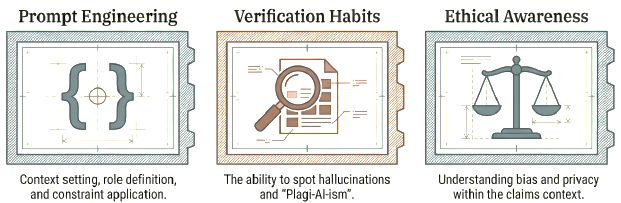 Prompt Engineering
Verification Habits
Ethical Awareness
Context setting, role definition,
and constraint application.
The ability to spot hallucinations
and “Plagi-AI-ism”.
Understanding bias and privacy
within the claims context.